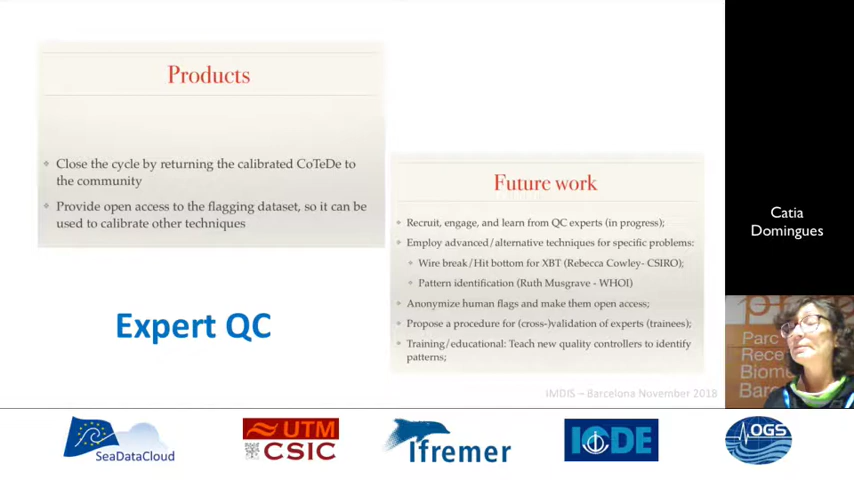 Products
Close the cycle by returning the calibrated CoTeDe to
the community
Provide open access to the flagging dataset, so it can be
used to calibrate other techniques
Expert QC
Future work
Recruit, engage, and learn from QC experts (in progress);
Employ advanced/alternative techniques for specific problems:
Wire break/Hit bottom for XBT (Rebecca Cowley- CSIRO);
Pattern identification (Ruth Musgrave - WHOI)
Anonymize human flags and make them open access;
Propose a procedure for (cross-)validation of experts (trainees);
Training/educational: Teach new quality controllers to identify
patterns;
IMDIS – Barcelona November 2018
Catia
Domingues
Parc
Rece
Biome
Barc
SeaDataCloud
UTM
CSIC
Ifremer
IODE
OGS